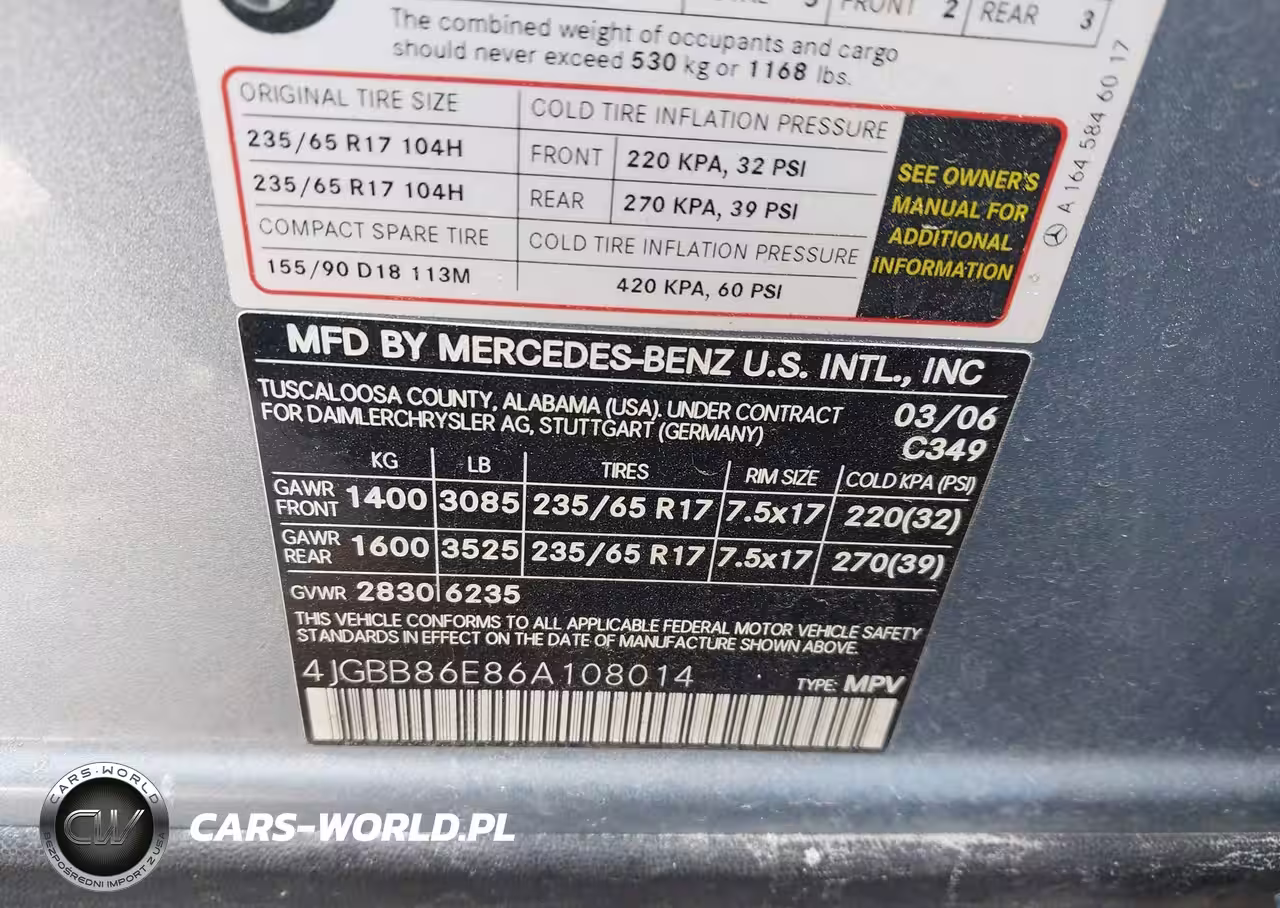 FRONT 2 REAR 3
The combined weight of occupants and cargo
should never exceed 530 kg or 1168 lbs.
ORIGINAL TIRE SIZE COLD TIRE INFLATION PRESSURE
235/65 R17 104H FRONT 220 KPA, 32 PSI
235/65 R17 104H REAR 270 KPA, 39 PSI
COMPACT SPARE TIRE COLD TIRE INFLATION PRESSURE
155/90 D18 113M 420 KPA, 60 PSI
SEE OWNER'S
MANUAL FOR
ADDITIONAL
INFORMATION
A 164 584 60 17
MFD BY MERCEDES-BENZ U.S. INTL., INC
TUSCALOOSA COUNTY, ALABAMA (USA). UNDER CONTRACT 03/06
FOR DAIMLERCHRYSLER AG, STUTTGART (GERMANY) C349
KG LB TIRES RIM SIZE COLD KPA (PSI)
GAWR FRONT 1400 3085 235/65 R17 7.5x17 220(32)
GAWR REAR 1600 3525 235/65 R17 7.5x17 270(39)
GVWR 2830 6235
THIS VEHICLE CONFORMS TO ALL APPLICABLE FEDERAL MOTOR VEHICLE SAFETY
STANDARDS IN EFFECT ON THE DATE OF MANUFACTURE SHOWN ABOVE.
4JGBB86E86A108014 TYPE: MPV
CARS-WORLD
CW
BEZPOŚREDNI IMPORT Z USA
CARS-WORLD.PL